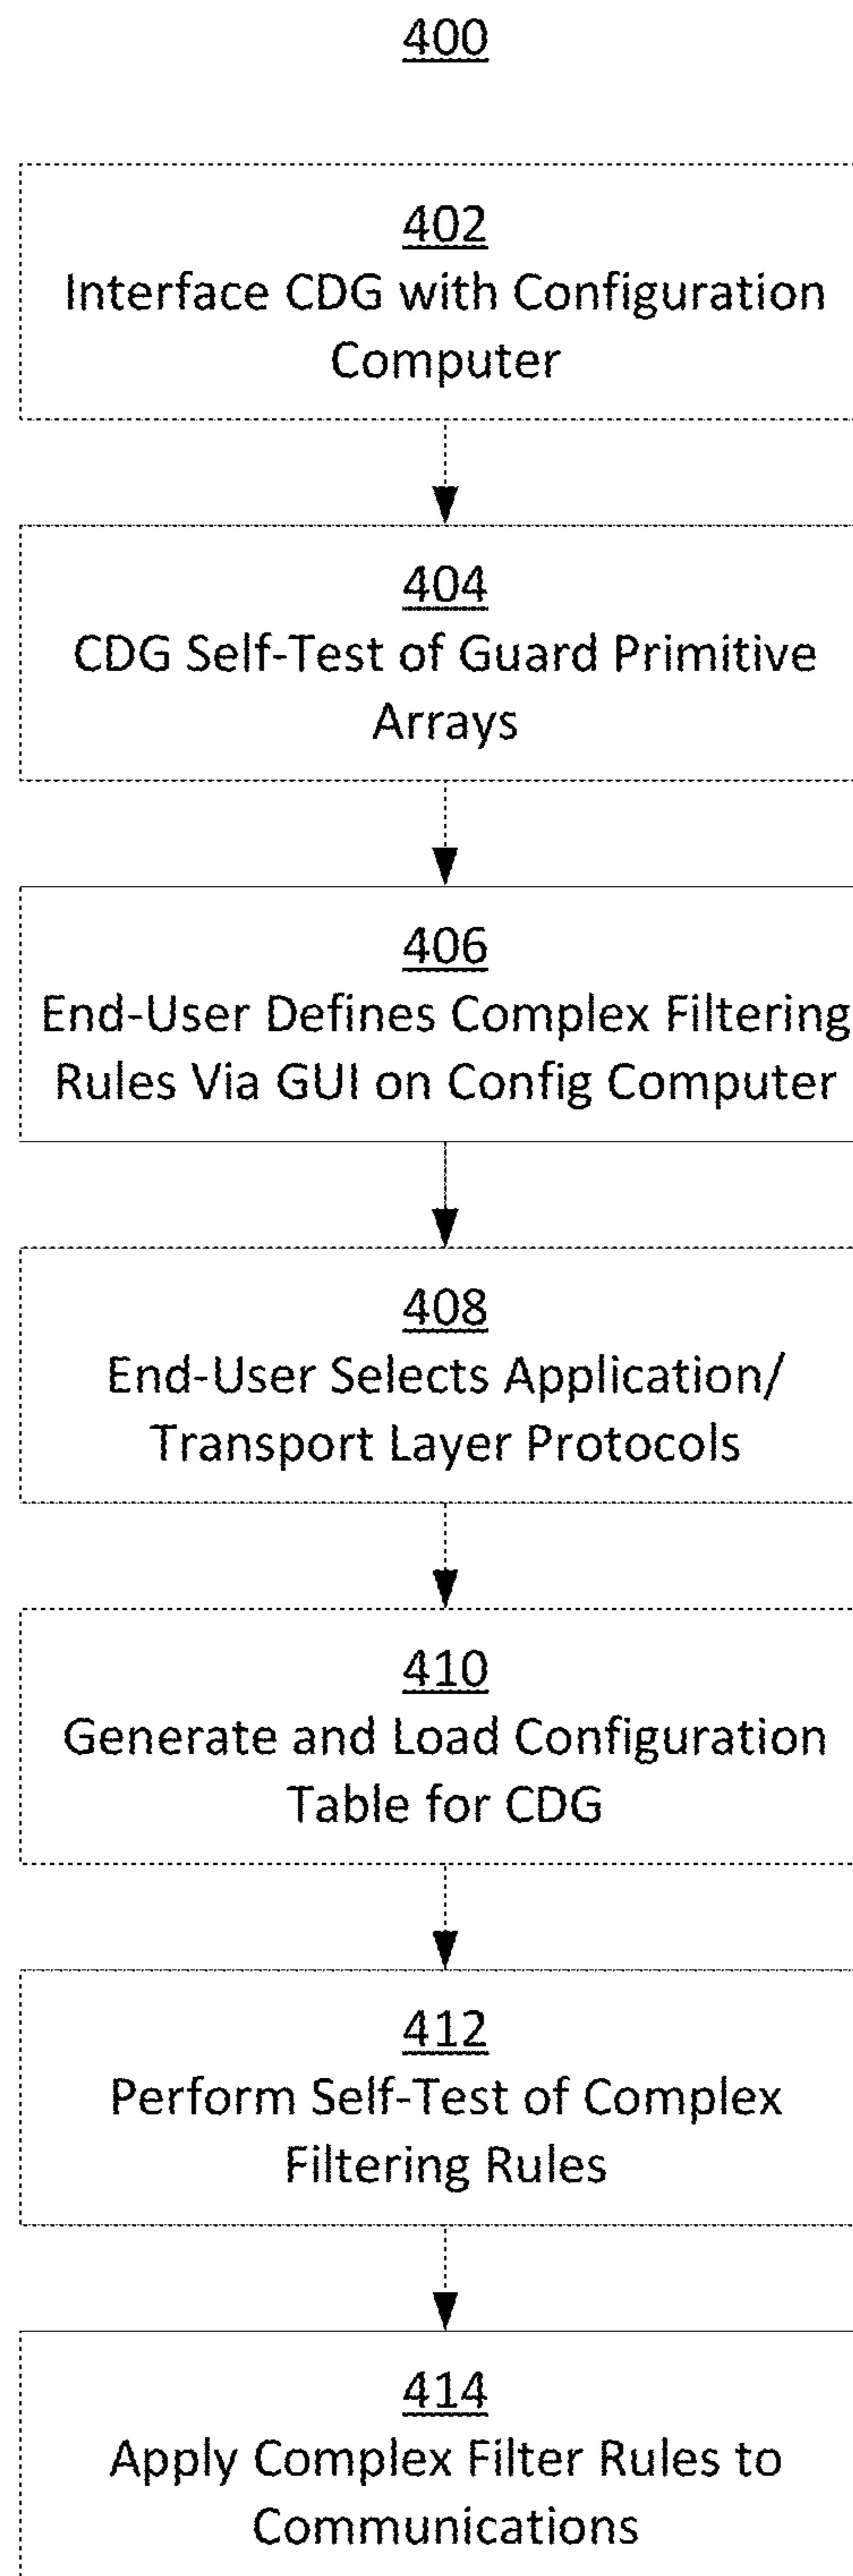 400
402
Interface CDG with Configuration
Computer
404
CDG Self-Test of Guard Primitive
Arrays
406
End-User Defines Complex Filtering
Rules Via GUI on Config Computer
408
End-User Selects Application/
Transport Layer Protocols
410
Generate and Load Configuration
Table for CDG
412
Perform Self-Test of Complex
Filtering Rules
414
Apply Complex Filter Rules to
Communications